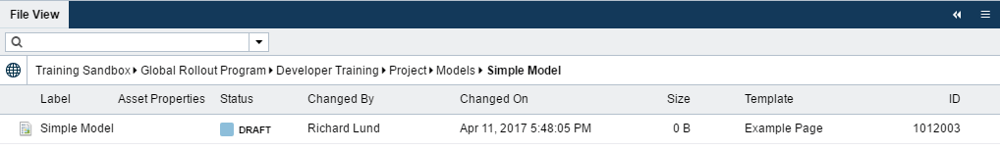 File View
Training Sandbox Global Rollout Program Developer Training Project Models Simple Model
Label Asset Properties Status Changed By Changed On Size Template ID
Simple Model DRAFT Richard Lund Apr 11, 2017 5:48:05 PM 0 B Example Page 1012003